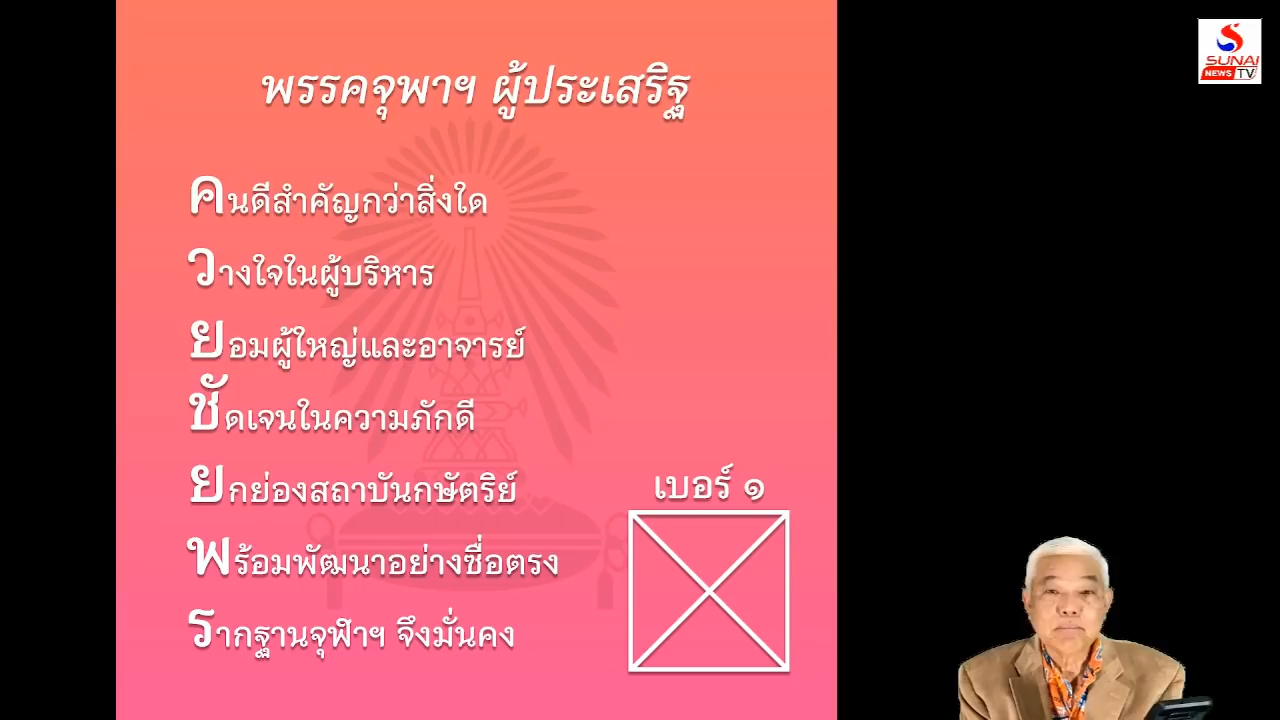 พรรคจุพาฯ ผู้ประเสริฐ
คนดีสำคัญกว่าสิ่งใด
วางใจในผู้บริหาร
ยอมผู้ใหญ่และอาจารย์
ชัดเจนในความภักดี
ยกย่องสถาบันกษัตริย์
พร้อมพัฒนาอย่างซื่อตรง
รากฐานจุฬาฯ จึงมั่นคง
เบอร์ ๑
SUNAI
NEWS TV